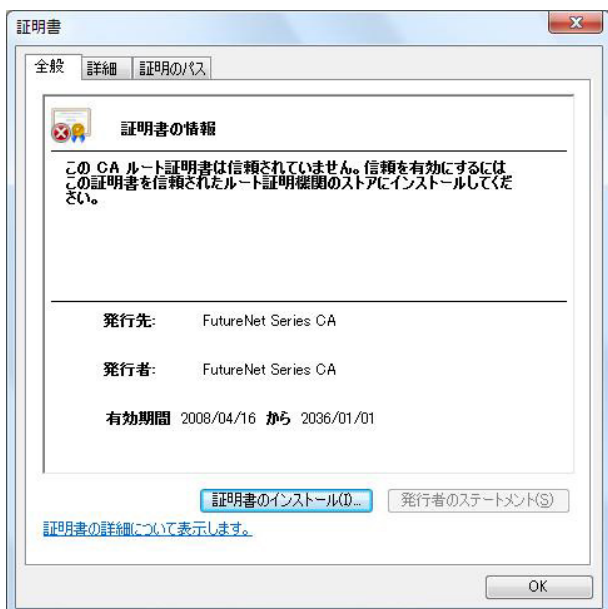 証明書
全般 詳細 証明のパス
証明書の情報
この CA ルート証明書は信頼されていません。信頼を有効にするには
この証明書を信頼されたルート証明機関のストアにインストールしてくだ
さい。
発行先: FutureNet Series CA
発行者: FutureNet Series CA
有効期間 2008/04/16 から 2036/01/01
証明書のインストール(I)... 発行者のステートメント(S)
証明書の詳細について表示します。
OK